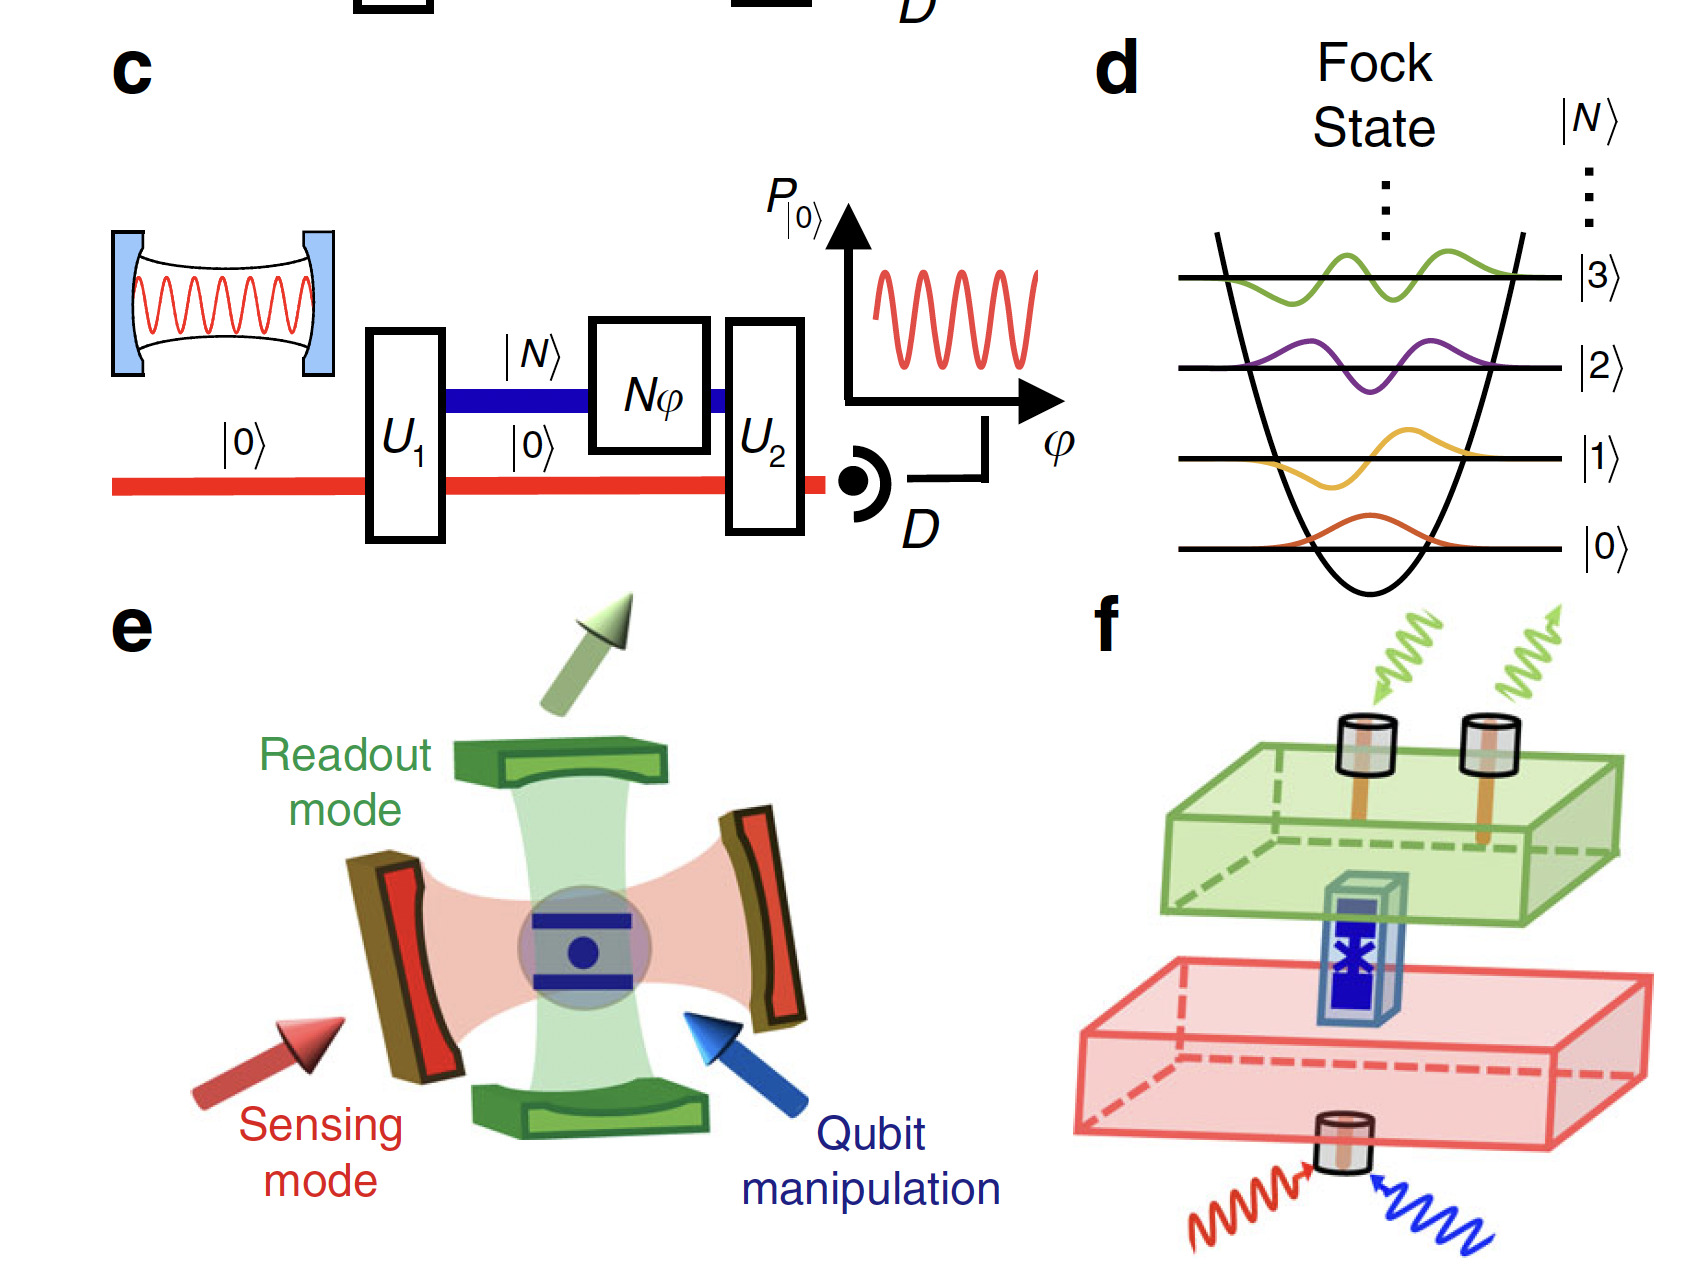 D
c
P|0⟩
|N⟩
Nφ
|0⟩
U1
|0⟩
U2
φ
D
d
Fock
State
|N⟩
|3⟩
|2⟩
|1⟩
|0⟩
e
Readout
mode
Sensing
mode
Qubit
manipulation
f